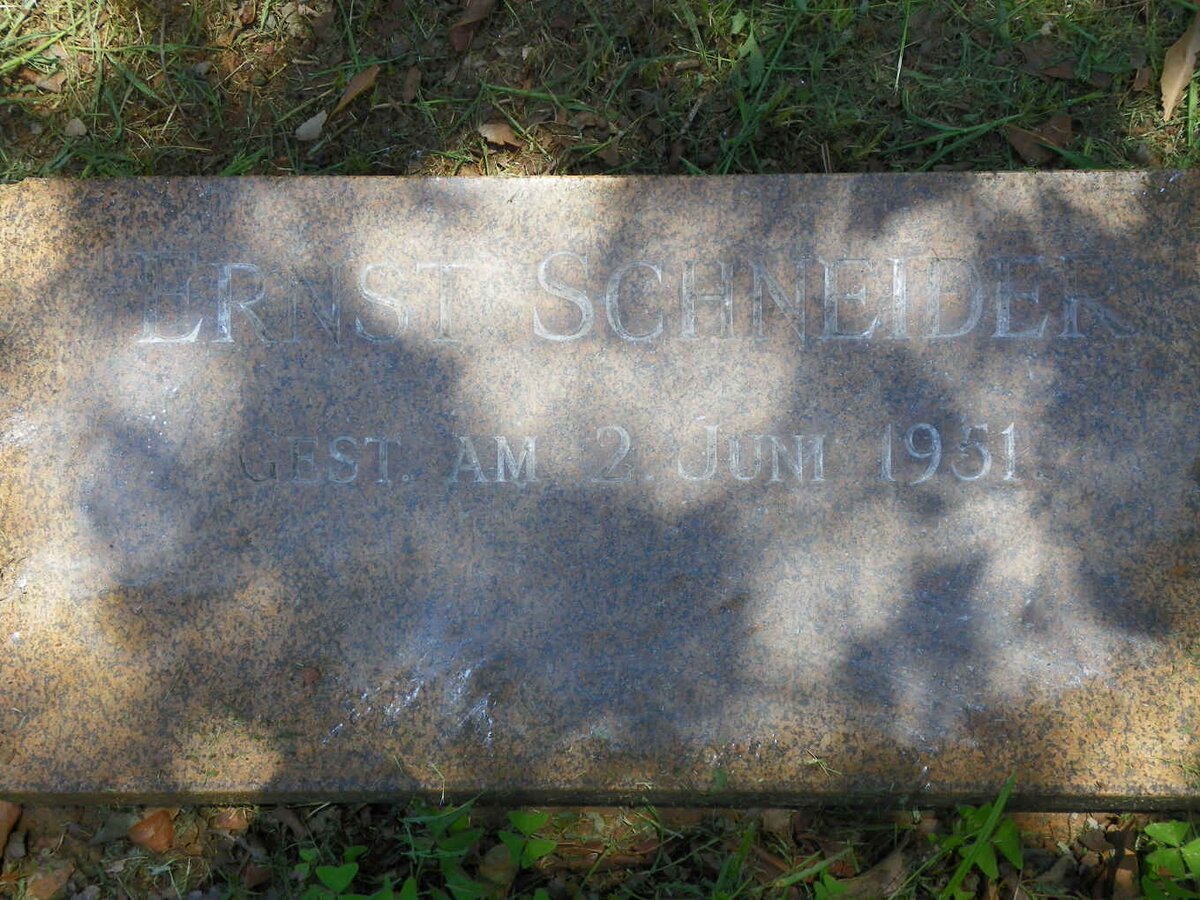 ERNST SCHNEIDER
GEST. AM 2. JUNI 1951.